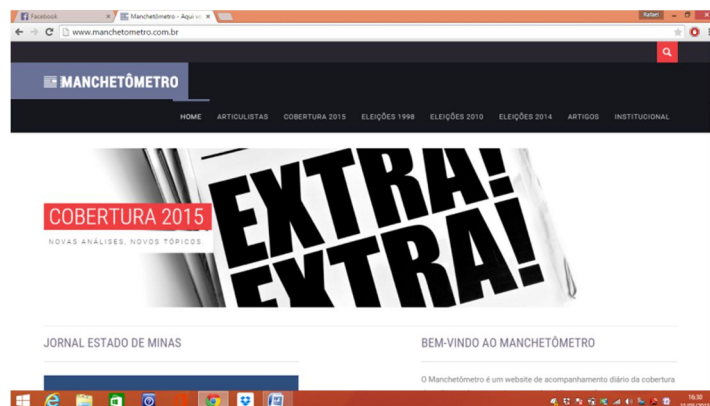 Facebook
Manchetômetro - Aqui vc
Rafael
www.manchetometro.com.br
MANCHETÔMETRO
HOME ARTICULISTAS COBERTURA 2015 ELEIÇÕES 1998 ELEIÇÕES 2010 ELEIÇÕES 2014 ARTIGOS INSTITUCIONAL
EXTRA!
EXTRA!
COBERTURA 2015
NOVAS ANÁLISES, NOVOS TÓPICOS.
JORNAL ESTADO DE MINAS
BEM-VINDO AO MANCHETÔMETRO
O Manchetômetro é um website de acompanhamento diário da cobertura
16:30